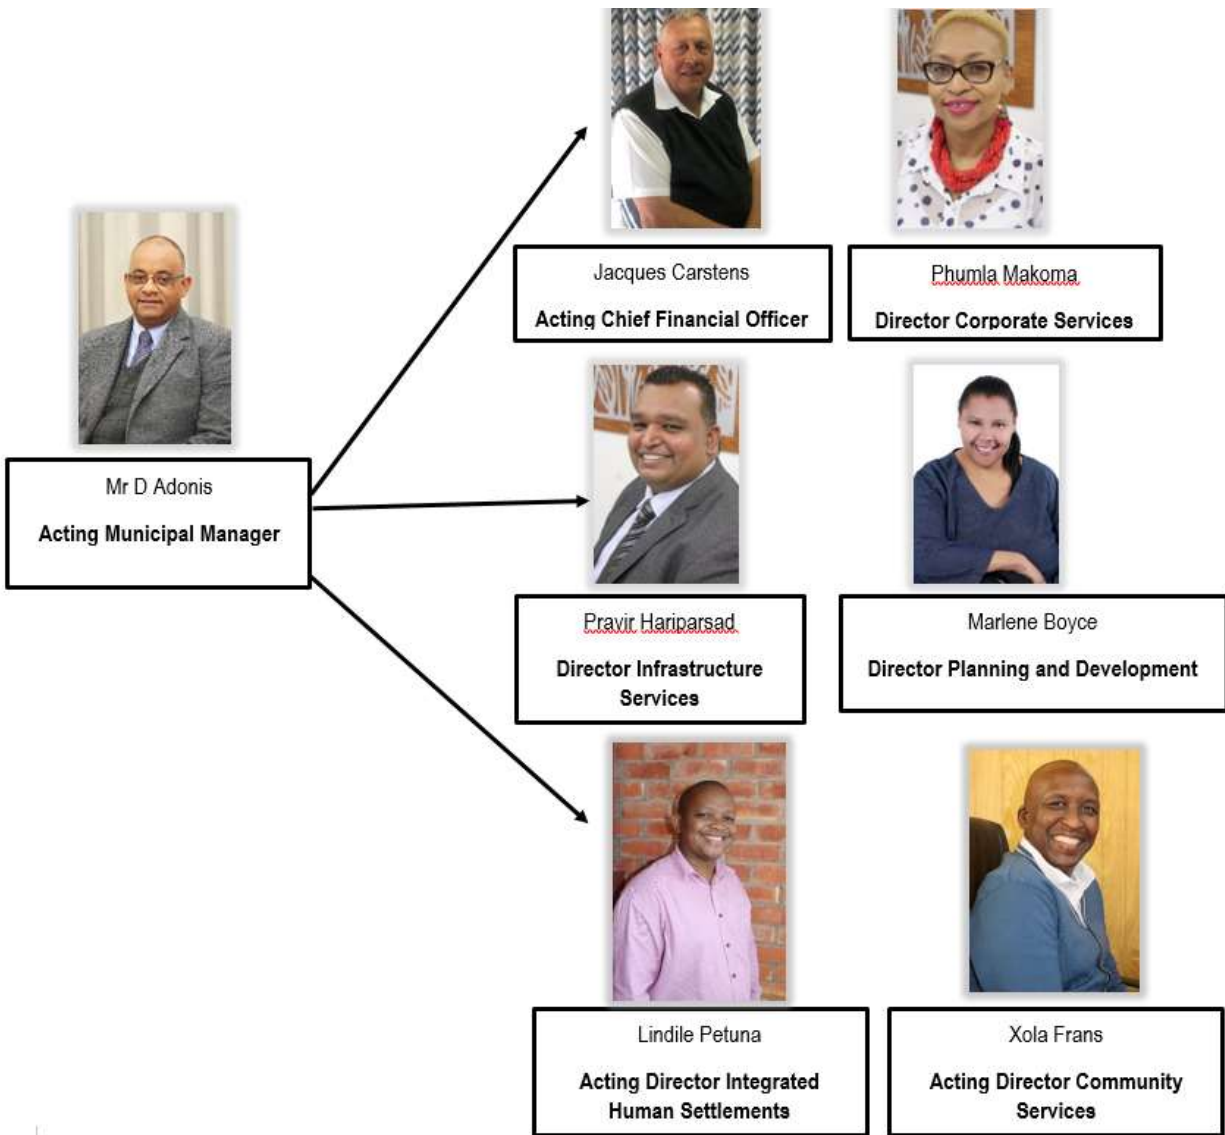 Jacques Carstens
Acting Chief Financial Officer
Phumla Makoma
Director Corporate Services
Mr D Adonis
Acting Municipal Manager
Pravir Hariparsad
Director Infrastructure
Services
Marlene Boyce
Director Planning and Development
Lindile Petuna
Acting Director Integrated
Human Settlements
Xola Frans
Acting Director Community
Services